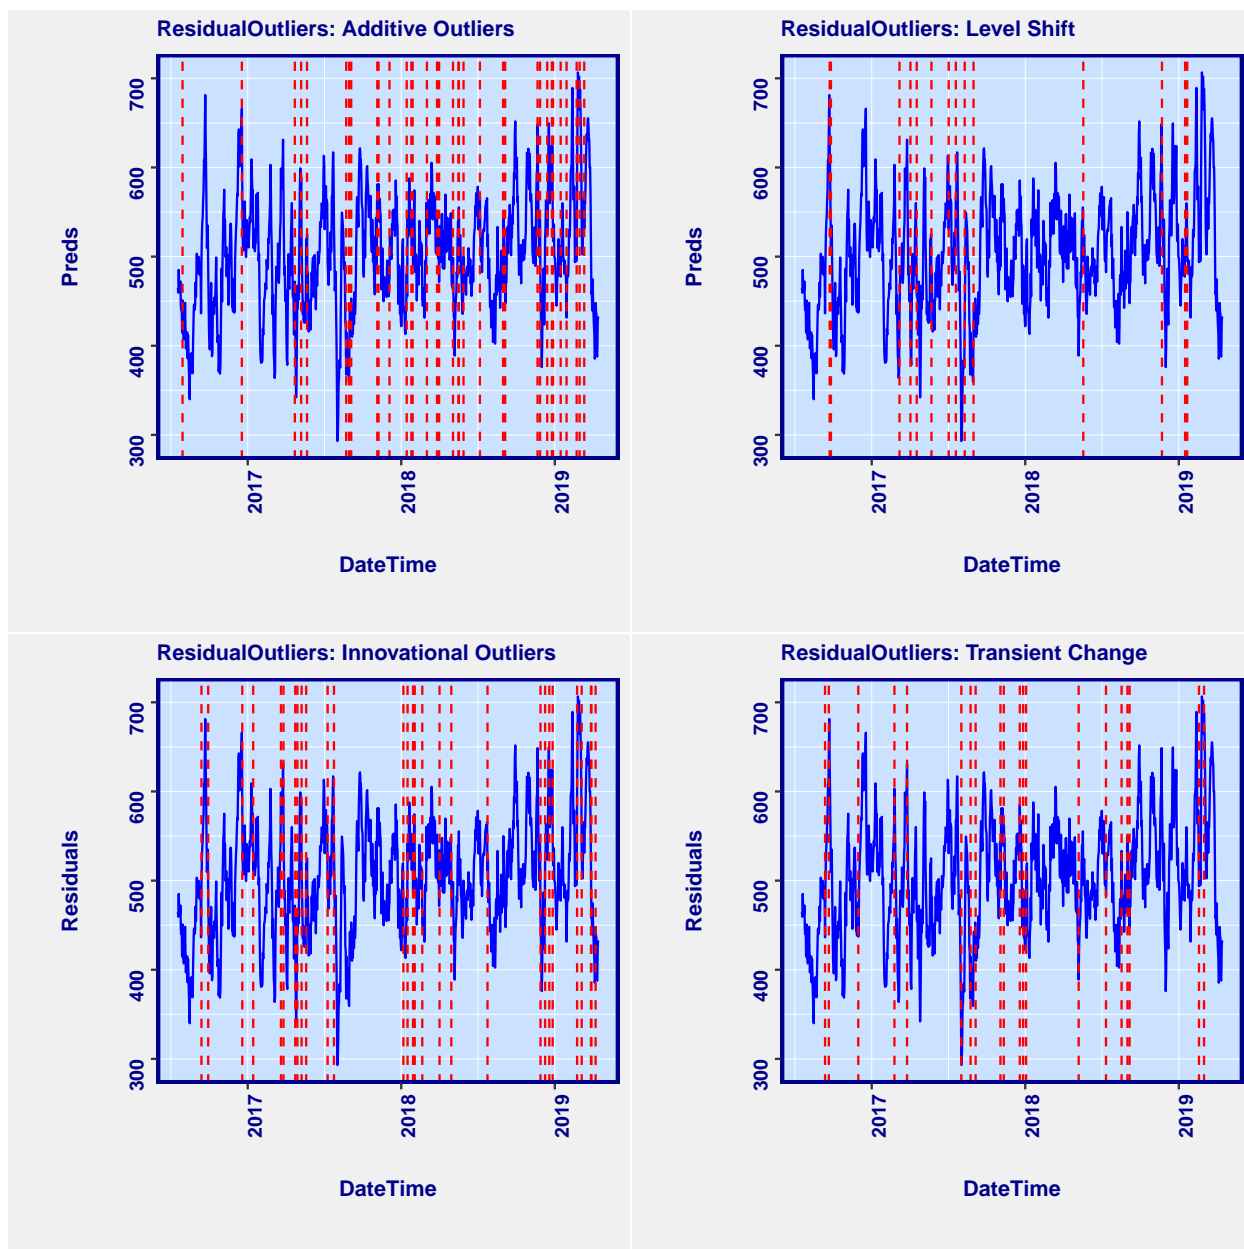 ResidualOutliers: Additive Outliers
Preds
700
600
500
400
300
2017
2018
2019
DateTime
ResidualOutliers: Level Shift
Preds
700
600
500
400
300
2017
2018
2019
DateTime
ResidualOutliers: Innovational Outliers
Residuals
700
600
500
400
300
2017
2018
2019
DateTime
ResidualOutliers: Transient Change
Residuals
700
600
500
400
300
2017
2018
2019
DateTime